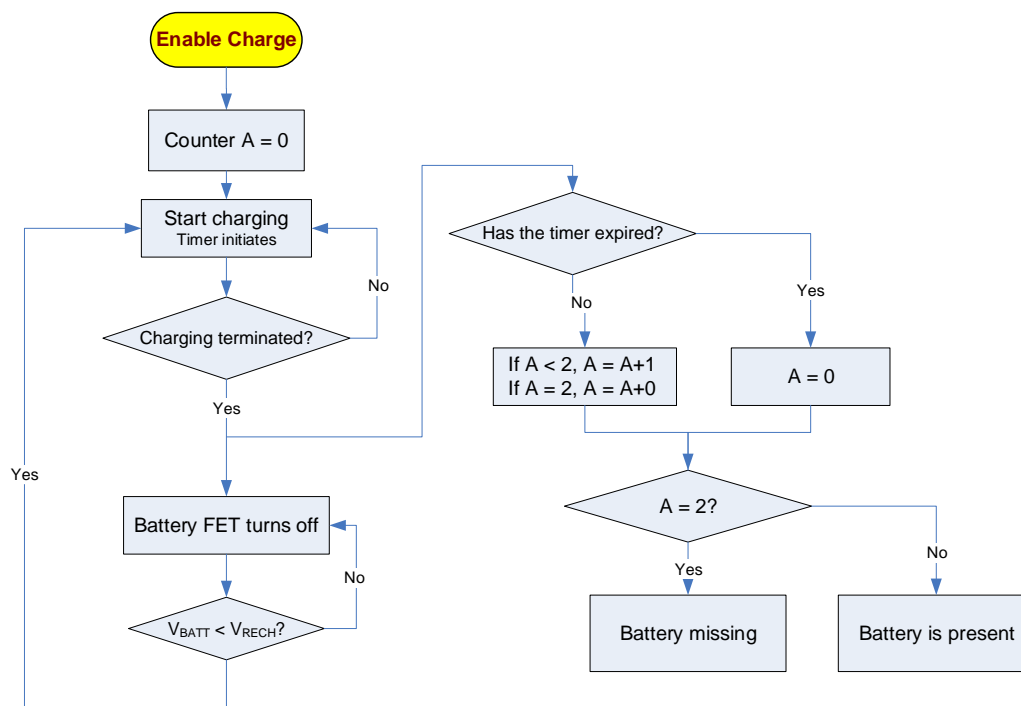 Enable Charge
Counter A = 0
Start charging
Timer initiates
No
Charging terminated?
Yes
Yes
Battery FET turns off
No
VBATT < VRECH?
Has the timer expired?
No
Yes
If A < 2, A = A+1
If A = 2, A = A+0
A = 0
A = 2?
Yes
No
Battery missing
Battery is present